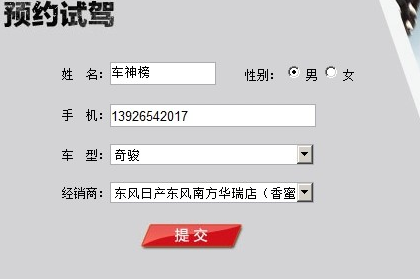 预约试驾
姓 名：车神榜 性别： 男 女
手 机：13926542017
车 型：奇骏
经销商：东风日产东风南方华瑞店（香蜜
提 交